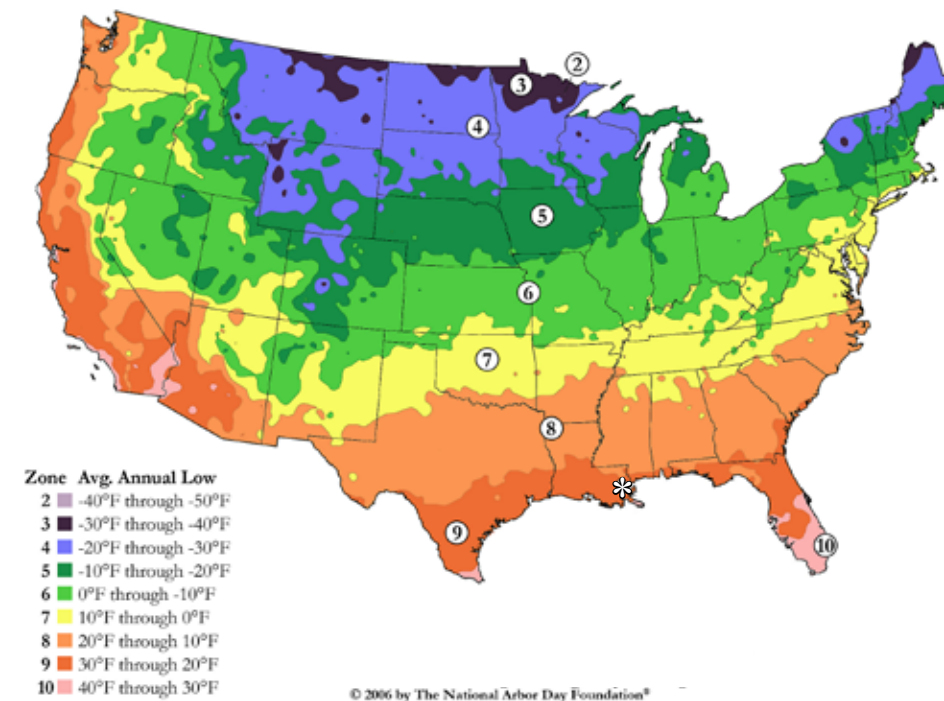 2
3
4
5
6
7
8
*
9
10
Zone Avg. Annual Low
2 -40°F through -50°F
3 -30°F through -40°F
4 -20°F through -30°F
5 -10°F through -20°F
6 0°F through -10°F
7 10°F through 0°F
8 20°F through 10°F
9 30°F through 20°F
10 40°F through 30°F
© 2006 by The National Arbor Day Foundation®